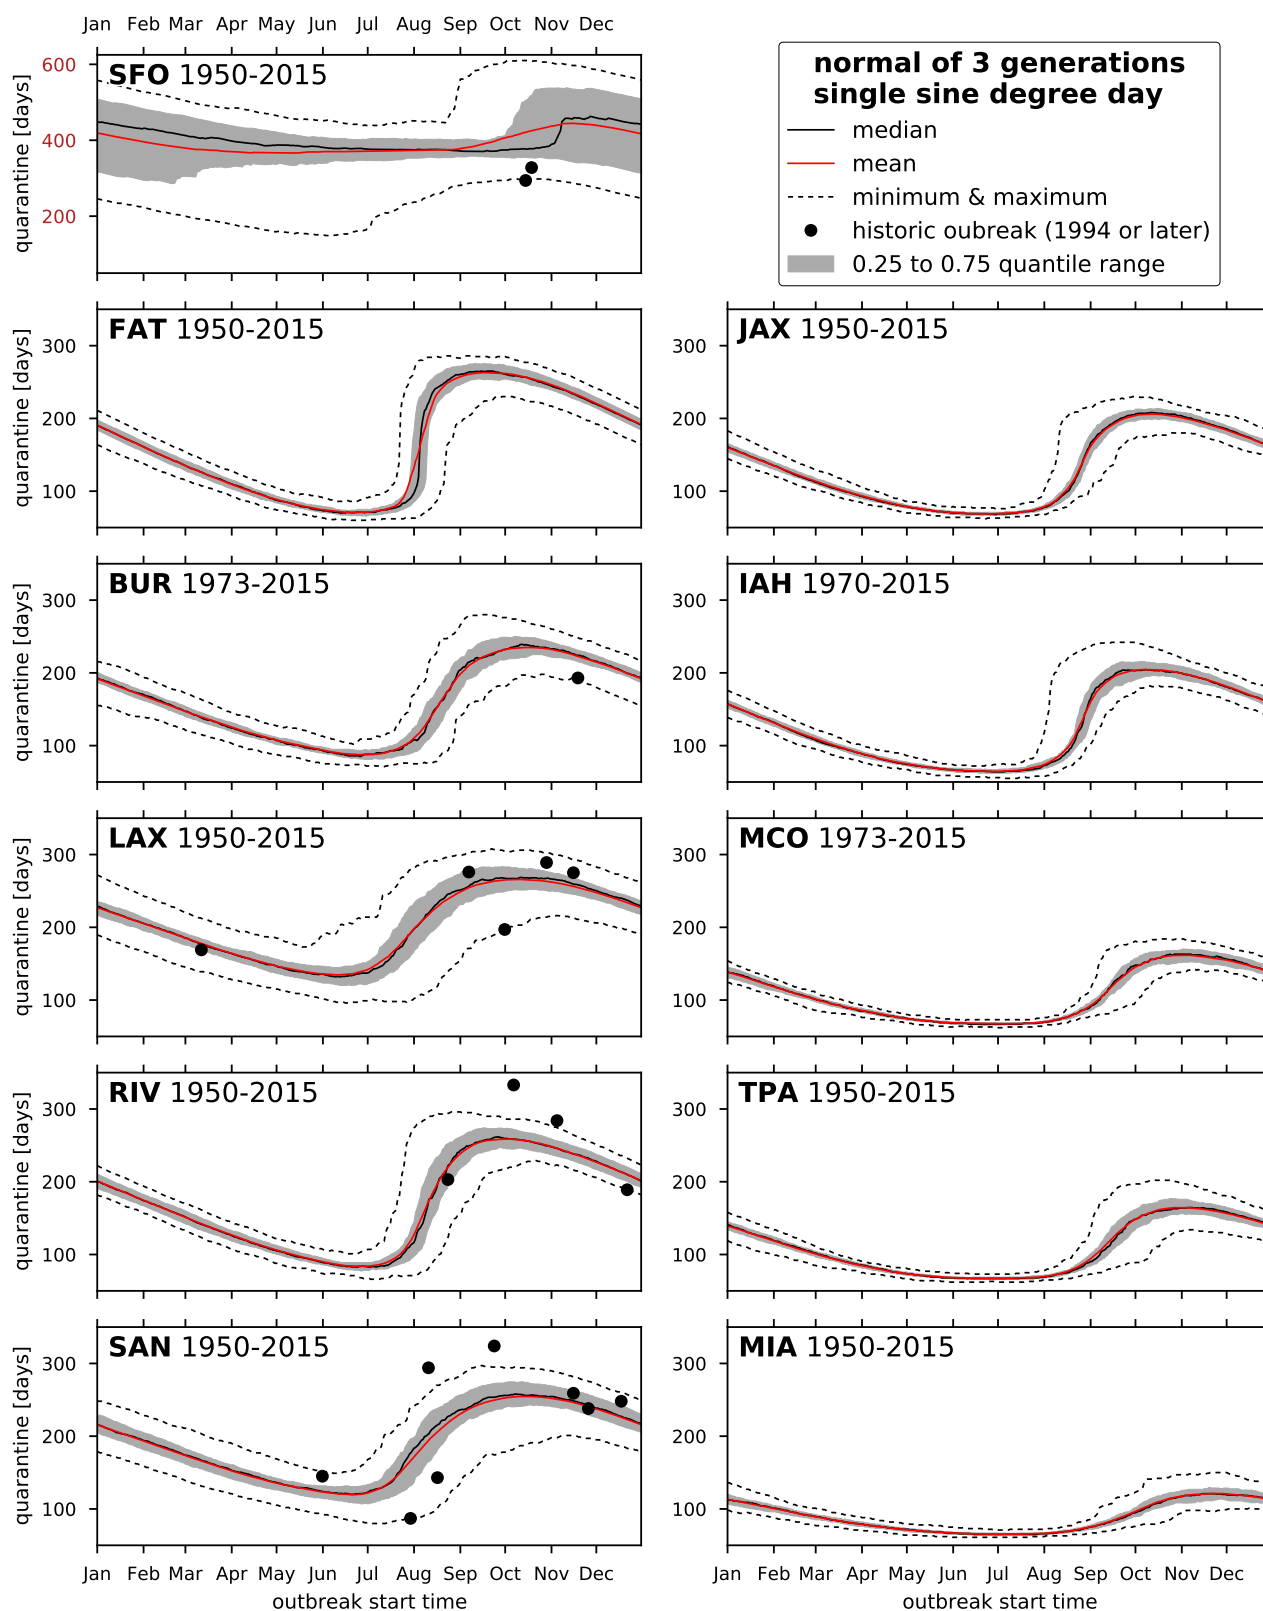 Jan Feb Mar Apr May Jun Jul Aug Sep Oct Nov Dec
SFO 1950-2015
quarantine [days]
600
400
200
normal of 3 generations
single sine degree day
median
mean
minimum & maximum
historic oubreak (1994 or later)
0.25 to 0.75 quantile range
FAT 1950-2015
quarantine [days]
300
200
100
JAX 1950-2015
300
200
100
BUR 1973-2015
quarantine [days]
300
200
100
IAH 1970-2015
300
200
100
LAX 1950-2015
quarantine [days]
300
200
100
MCO 1973-2015
300
200
100
RIV 1950-2015
quarantine [days]
300
200
100
TPA 1950-2015
300
200
100
SAN 1950-2015
quarantine [days]
300
200
100
Jan Feb Mar Apr May Jun Jul Aug Sep Oct Nov Dec
outbreak start time
MIA 1950-2015
300
200
100
Jan Feb Mar Apr May Jun Jul Aug Sep Oct Nov Dec
outbreak start time